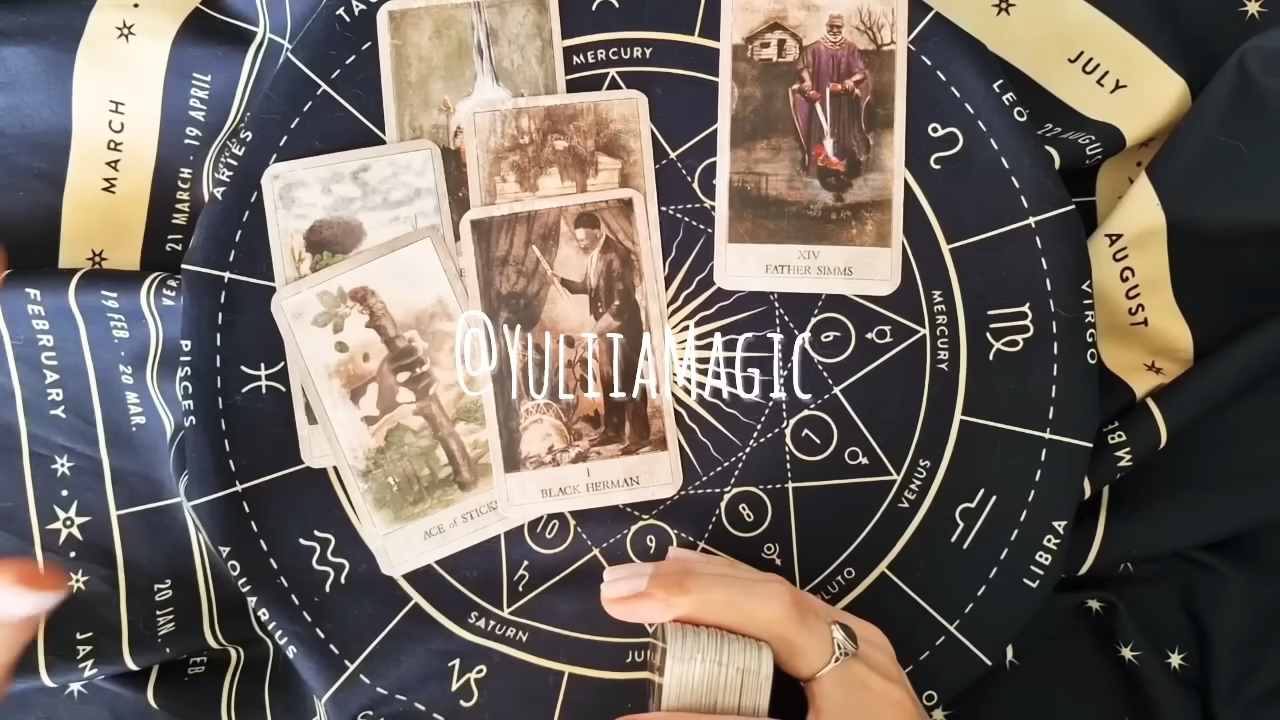 MERCURY
MARCH
21 MARCH - 19 APRIL
ARIES
JULY
LEO
22 AUGUS
AUGUST
VIRGO
MERCURY
XIV
FATHER SIMMS
FEBRUARY
19 FEB. - 20 MAR.
PISCES
@YULIIAMAGIC
6
7
8
9
10
I
BLACK HERMAN
ACE of STICKS
VENUS
LIBRA
SATURN
AQUARIUS
20 JAN. -
JAN